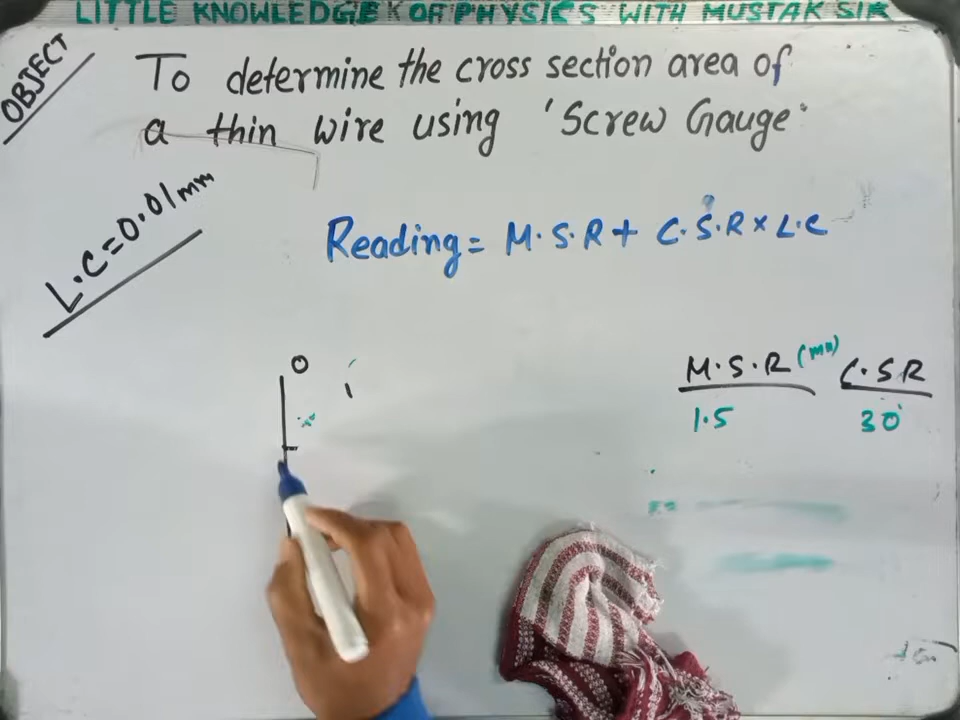 LITTLE KNOWLEDGE OF PHYSICS WITH MUSTAK SIR
OBJECT
To determine the cross section area of
a thin wire using 'Screw Gauge'
L.C=0.01mm
Reading = M.S.R + C.S.R x L.C
M.S.R (mm) C.S.R
1.5 30
0 1